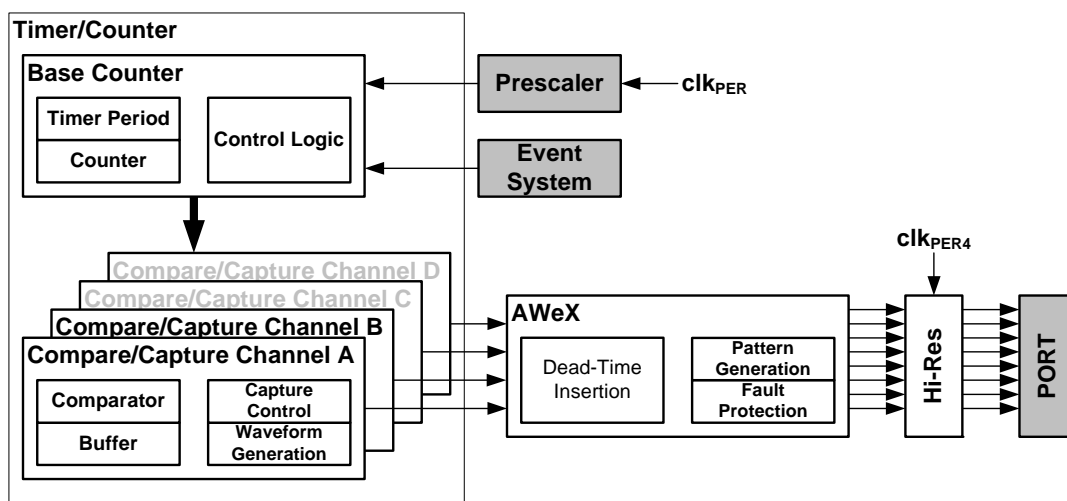 Timer/Counter
Base Counter
Timer Period
Counter
Control Logic
Prescaler
clkPER
Event
System
Compare/Capture Channel D
Compare/Capture Channel C
Compare/Capture Channel B
Compare/Capture Channel A
Comparator
Buffer
Capture
Control
Waveform
Generation
AWeX
Dead-Time
Insertion
Pattern
Generation
Fault
Protection
clkPER4
Hi-Res
PORT